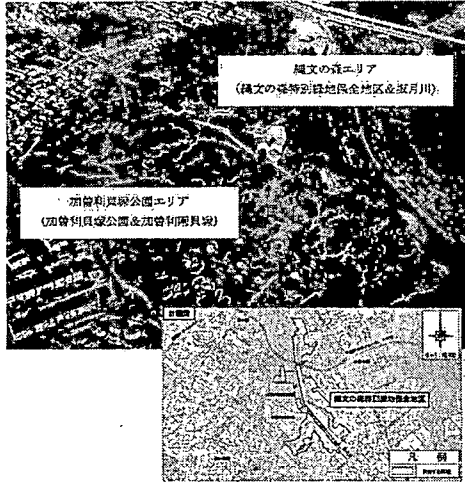 縄文の森エリア
(縄文の森特別緑地保全地区&坂月川)
加曽利貝塚公園エリア
(加曽利貝塚公園&加曽利南貝塚)
縄文の森特別緑地保全地区
凡 例